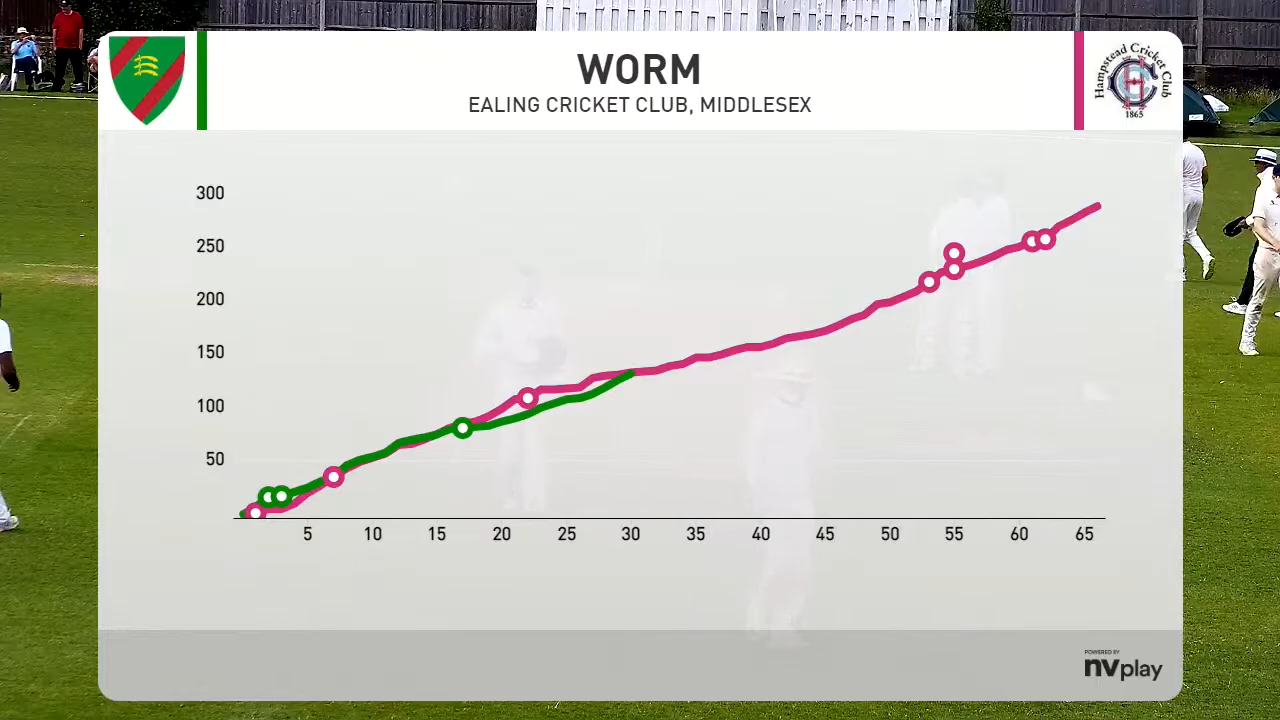 WORM
EALING CRICKET CLUB, MIDDLESEX
Hampstead Cricket Club
1865
300
250
200
150
100
50
5 10 15 20 25 30 35 40 45 50 55 60 65
POWERED BY
nvplay